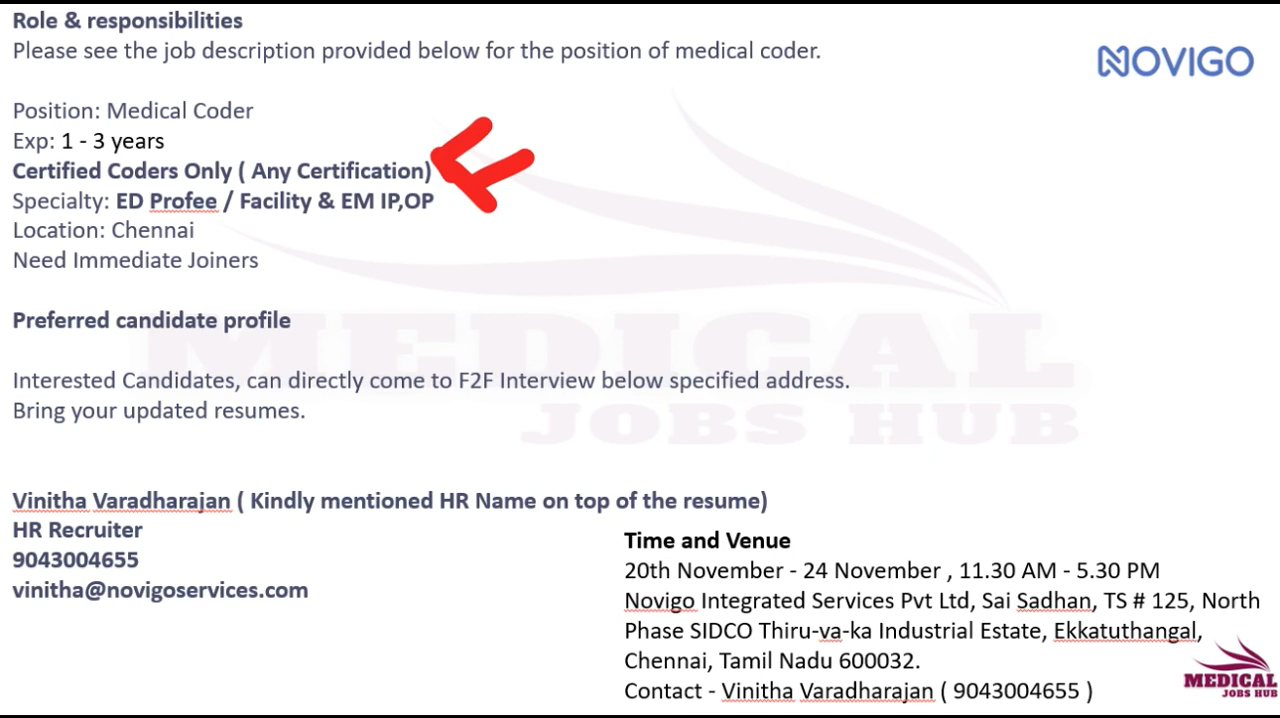 Role & responsibilities
Please see the job description provided below for the position of medical coder.
NOVIGO
Position: Medical Coder
Exp: 1 - 3 years
Certified Coders Only ( Any Certification)
Specialty: ED Profee / Facility & EM IP,OP
Location: Chennai
Need Immediate Joiners
Preferred candidate profile
MEDICAL
JOBS HUB
Interested Candidates, can directly come to F2F Interview below specified address.
Bring your updated resumes.
Vinitha Varadharajan ( Kindly mentioned HR Name on top of the resume)
HR Recruiter
9043004655
vinitha@novigoservices.com
Time and Venue
20th November - 24 November , 11.30 AM - 5.30 PM
Novigo Integrated Services Pvt Ltd, Sai Sadhan, TS # 125, North
Phase SIDCO Thiru-va-ka Industrial Estate, Ekkatuthangal,
Chennai, Tamil Nadu 600032.
Contact - Vinitha Varadharajan ( 9043004655 )
MEDICAL
JOBS HUB